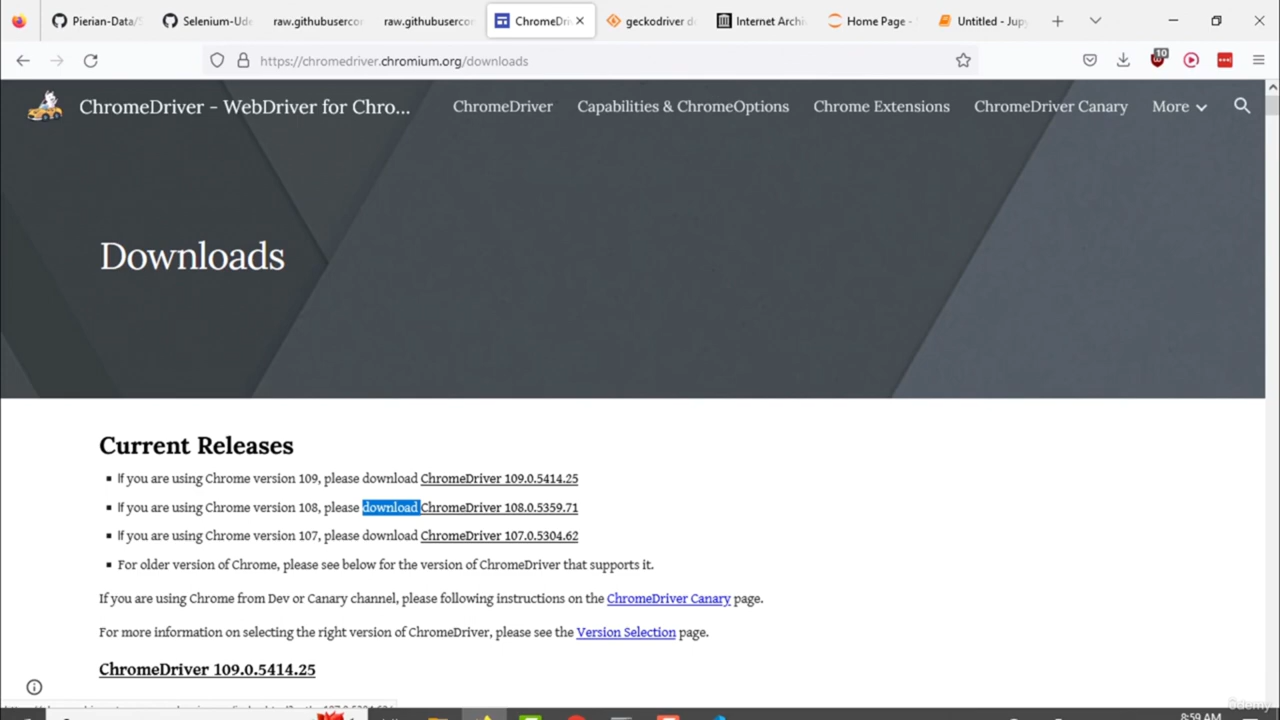 Pierian-Data/S
Selenium-Ude
raw.githubuserco
raw.githubuserco
ChromeDri
geckodriver d
Internet Archi
Home Page -
Untitled - Jupy
https://chromedriver.chromium.org/downloads
10
ChromeDriver - WebDriver for Chro...
ChromeDriver
Capabilities & ChromeOptions
Chrome Extensions
ChromeDriver Canary
More
Downloads
Current Releases
If you are using Chrome version 109, please download ChromeDriver 109.0.5414.25
If you are using Chrome version 108, please download ChromeDriver 108.0.5359.71
If you are using Chrome version 107, please download ChromeDriver 107.0.5304.62
For older version of Chrome, please see below for the version of ChromeDriver that supports it.
If you are using Chrome from Dev or Canary channel, please following instructions on the ChromeDriver Canary page.
For more information on selecting the right version of ChromeDriver, please see the Version Selection page.
ChromeDriver 109.0.5414.25
Udemy
8:59 AM